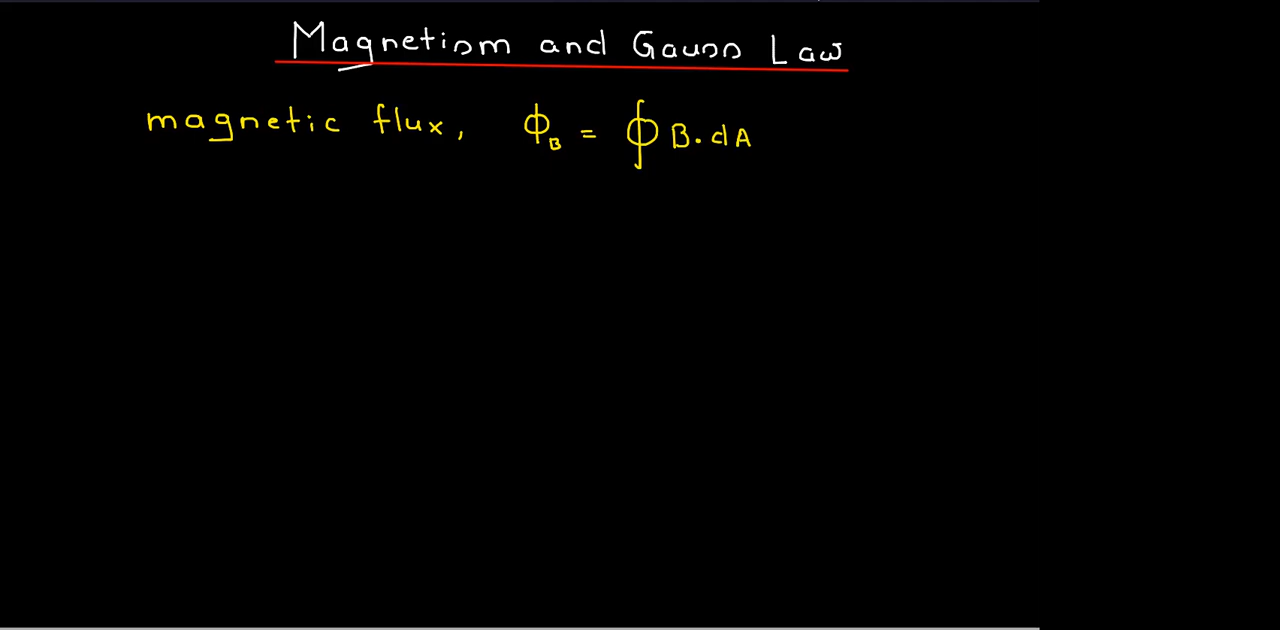 Magnetism and Gauss Law
magnetic flux, Φ_B = ∮ B.dA